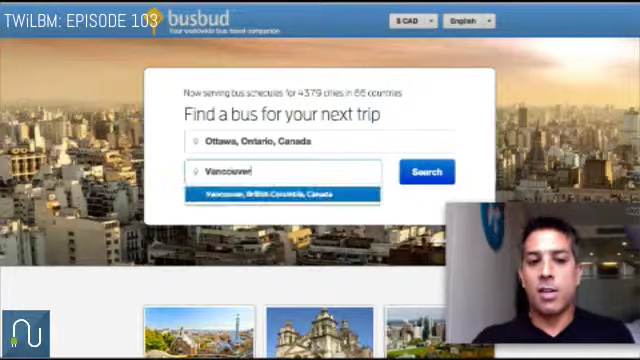 TWiLBM: EPISODE 103
busbud
Your worldwide bus travel companion
$ CAD
English
Now serving bus schedules for 4379 cities in 66 countries
Find a bus for your next trip
Ottawa, Ontario, Canada
Vancouver
Search
Vancouver, British Columbia, Canada